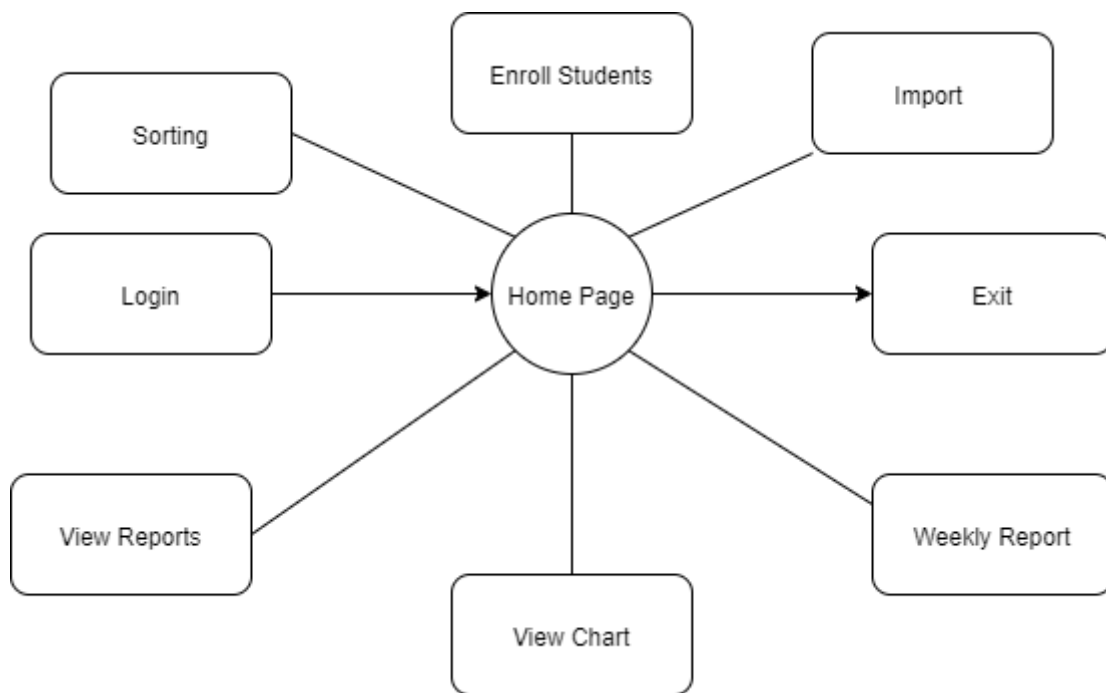 Enroll Students
Import
Sorting
Login
Home Page
Exit
View Reports
Weekly Report
View Chart